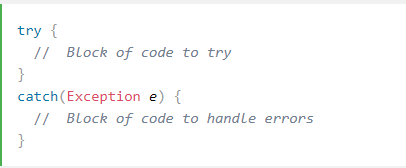 try {
  //  Block of code to try
}
catch(Exception e) {
  //  Block of code to handle errors
}